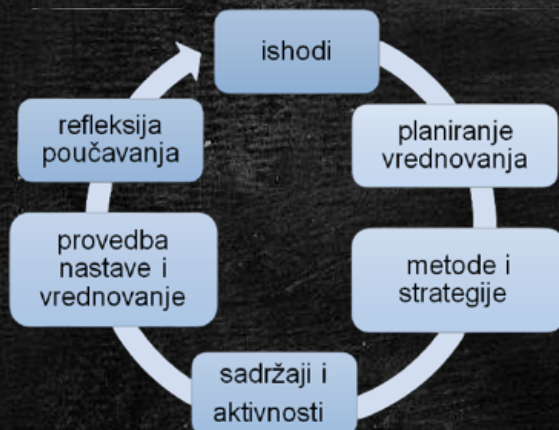 ishodi
planiranje
vrednovanja
metode i
strategije
sadržaji i
aktivnosti
provedba
nastave i
vrednovanje
refleksija
poučavanja